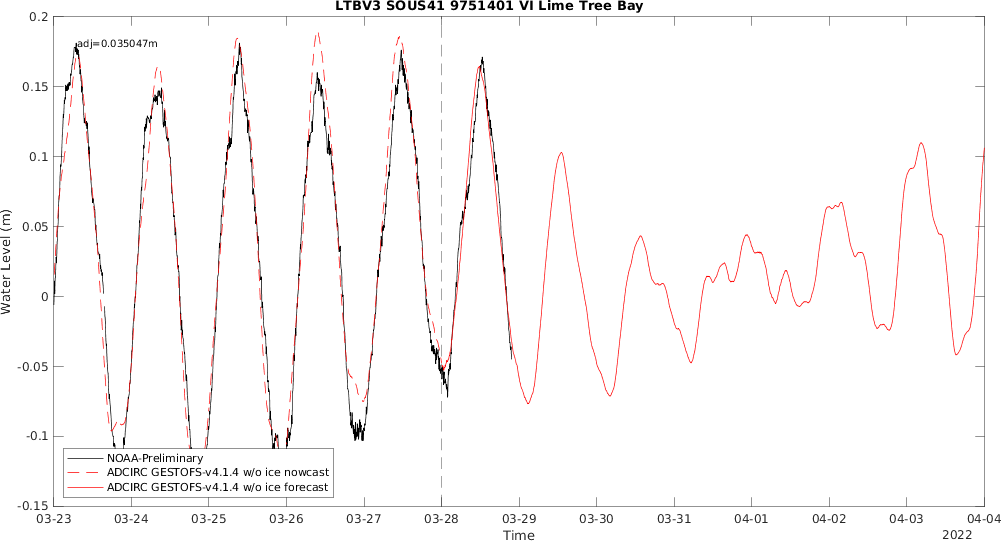 LTBV3 SOUS41 9751401 VI Lime Tree Bay
adj=0.035047m
0.2
0.15
0.1
0.05
0
-0.05
-0.1
-0.15
Water Level (m)
NOAA-Preliminary
ADCIRC GESTOFS-v4.1.4 w/o ice nowcast
ADCIRC GESTOFS-v4.1.4 w/o ice forecast
03-23 03-24 03-25 03-26 03-27 03-28 03-29 03-30 03-31 04-01 04-02 04-03 04-04
Time
2022